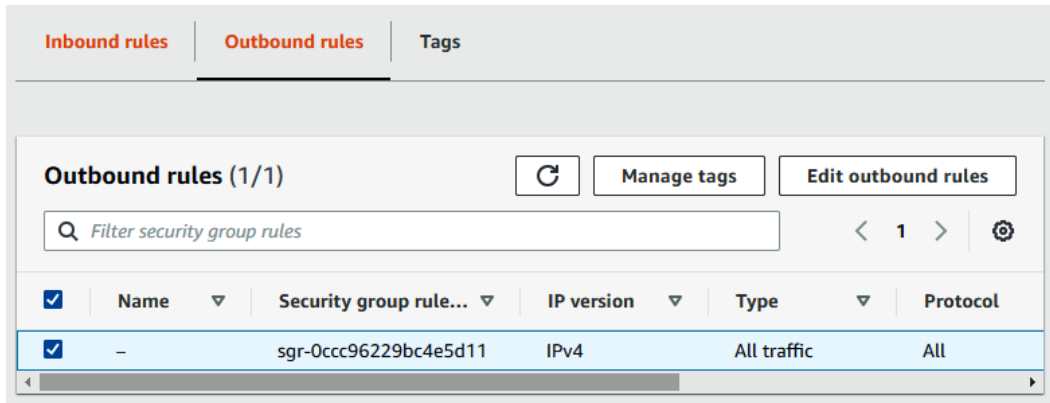 Inbound rules Outbound rules Tags
Outbound rules (1/1) Manage tags Edit outbound rules
Filter security group rules 1
Name Security group rule... IP version Type Protocol
– sgr-0ccc96229bc4e5d11 IPv4 All traffic All